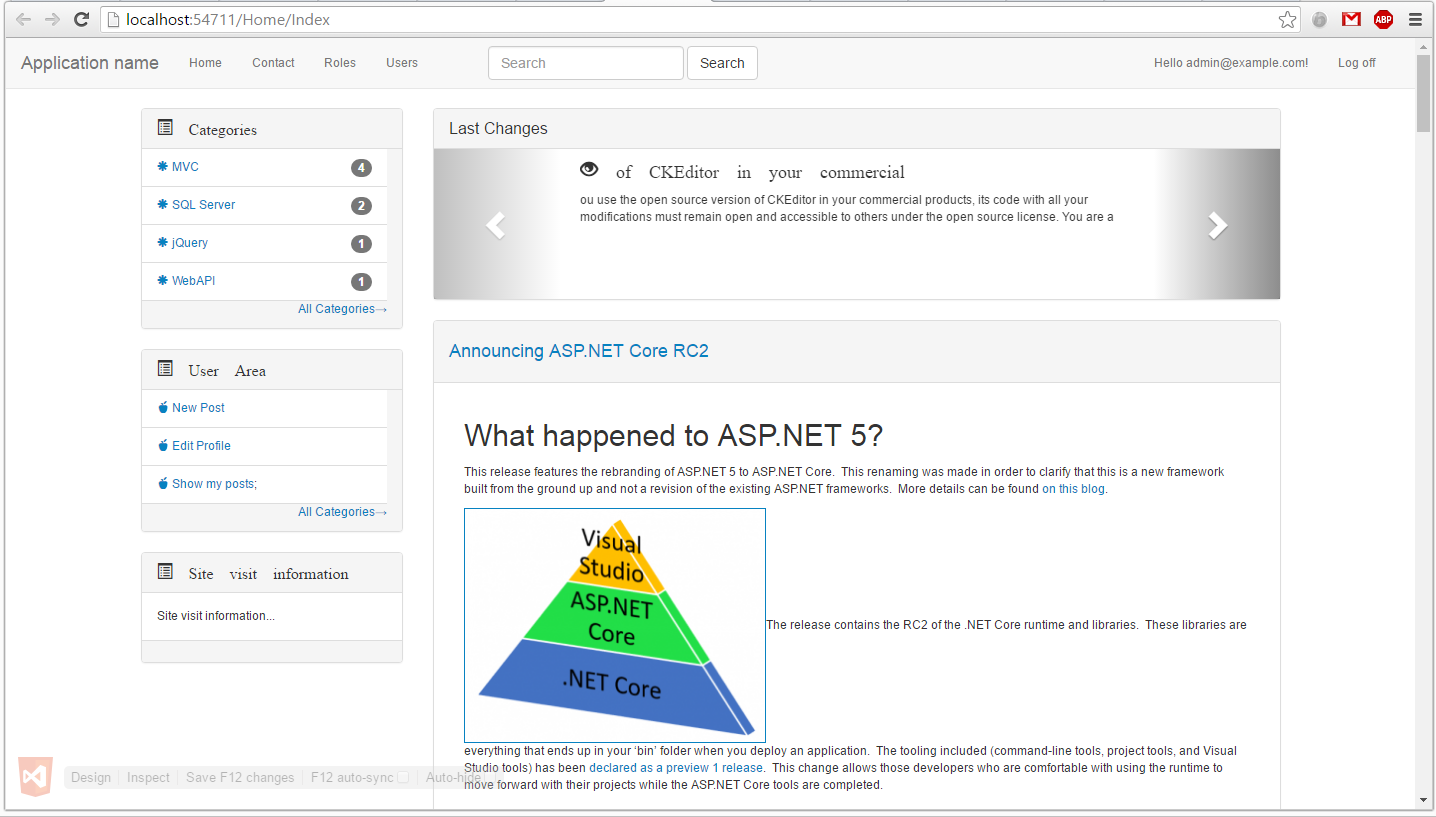 localhost:54711/Home/Index
ABP
Application name Home Contact Roles Users Search Search Hello admin@example.com! Log off
Categories
MVC 4
SQL Server 2
jQuery 1
WebAPI 1
All Categories→
User Area
New Post
Edit Profile
Show my posts;
All Categories→
Site visit information
Site visit information...
Last Changes
of CKEditor in your commercial
ou use the open source version of CKEditor in your commercial products, its code with all your
modifications must remain open and accessible to others under the open source license. You are a
Announcing ASP.NET Core RC2
What happened to ASP.NET 5?
This release features the rebranding of ASP.NET 5 to ASP.NET Core.  This renaming was made in order to clarify that this is a new framework
built from the ground up and not a revision of the existing ASP.NET frameworks.  More details can be found on this blog.
Visual
Studio
ASP.NET
Core
.NET Core
The release contains the RC2 of the .NET Core runtime and libraries.  These libraries are
everything that ends up in your ‘bin’ folder when you deploy an application.  The tooling included (command-line tools, project tools, and Visual
Studio tools) has been declared as a preview 1 release.  This change allows those developers who are comfortable with using the runtime to
move forward with their projects while the ASP.NET Core tools are completed.
Design Inspect Save F12 changes F12 auto-sync Auto-hide